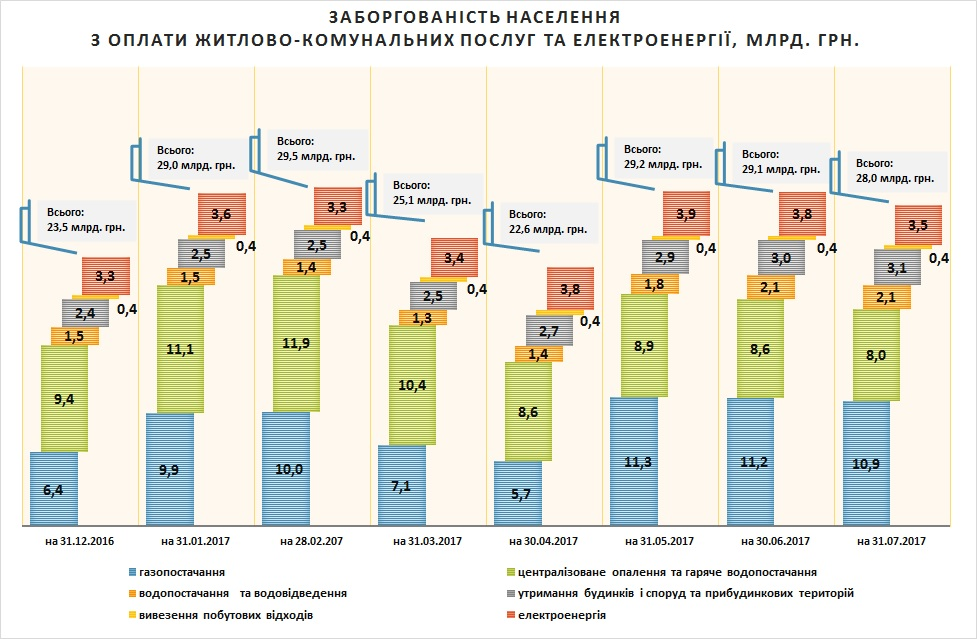 ЗАБОРГОВАНІСТЬ НАСЕЛЕННЯ
З ОПЛАТИ ЖИТЛОВО-КОМУНАЛЬНИХ ПОСЛУГ ТА ЕЛЕКТРОЕНЕРГІЇ, МЛРД. ГРН.
Всього:
23,5 млрд. грн.
3,3
0,4
2,4
1,5
9,4
6,4
Всього:
29,0 млрд. грн.
3,6
0,4
2,5
1,5
11,1
9,9
Всього:
29,5 млрд. грн.
3,3
0,4
2,5
1,4
11,9
10,0
Всього:
25,1 млрд. грн.
3,4
0,4
2,5
1,3
10,4
7,1
Всього:
22,6 млрд. грн.
3,8
0,4
2,7
1,4
8,6
5,7
Всього:
29,2 млрд. грн.
3,9
0,4
2,9
1,8
8,9
11,3
Всього:
29,1 млрд. грн.
3,8
0,4
3,0
2,1
8,6
11,2
Всього:
28,0 млрд. грн.
3,5
0,4
3,1
2,1
8,0
10,9
на 31.12.2016 на 31.01.2017 на 28.02.207 на 31.03.2017 на 30.04.2017 на 31.05.2017 на 30.06.2017 на 31.07.2017
газопостачання централізоване опалення та гаряче водопостачання
водопостачання та водовідведення утримання будинків і споруд та прибудинкових територій
вивезення побутових відходів електроенергія